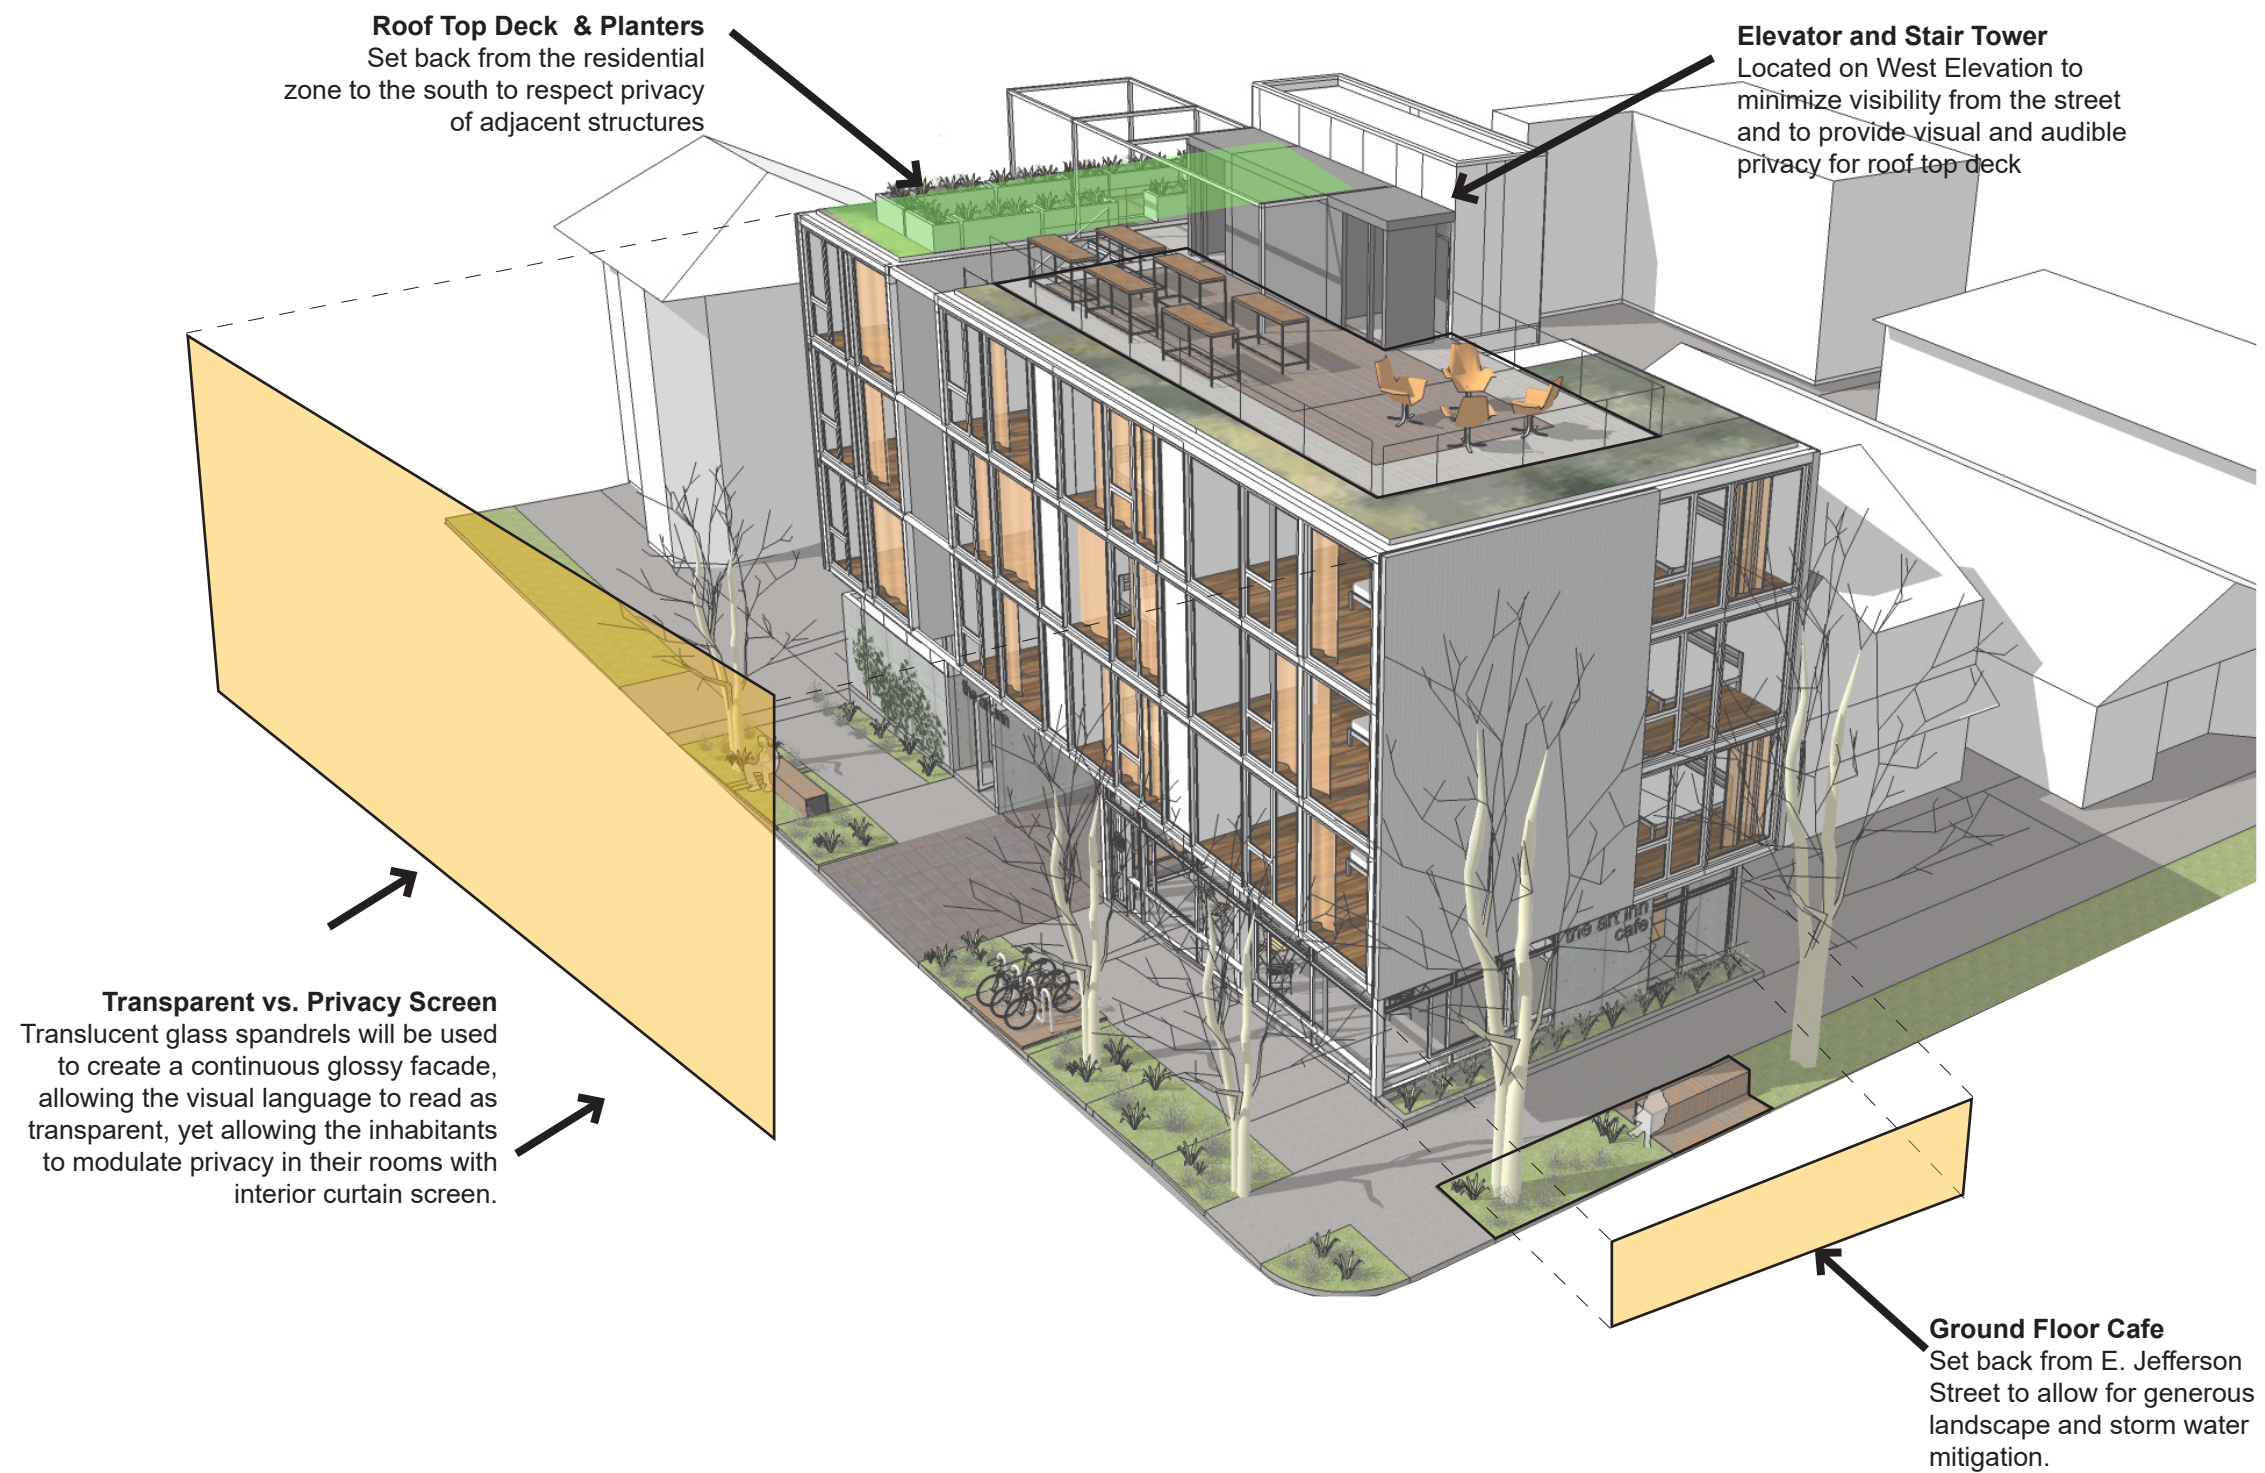 Roof Top Deck & Planters
Set back from the residential
zone to the south to respect privacy
of adjacent structures
Elevator and Stair Tower
Located on West Elevation to
minimize visibility from the street
and to provide visual and audible
privacy for roof top deck
the art inn
cafe
Transparent vs. Privacy Screen
Translucent glass spandrels will be used
to create a continuous glossy facade,
allowing the visual language to read as
transparent, yet allowing the inhabitants
to modulate privacy in their rooms with
interior curtain screen.
Ground Floor Cafe
Set back from E. Jefferson
Street to allow for generous
landscape and storm water
mitigation.